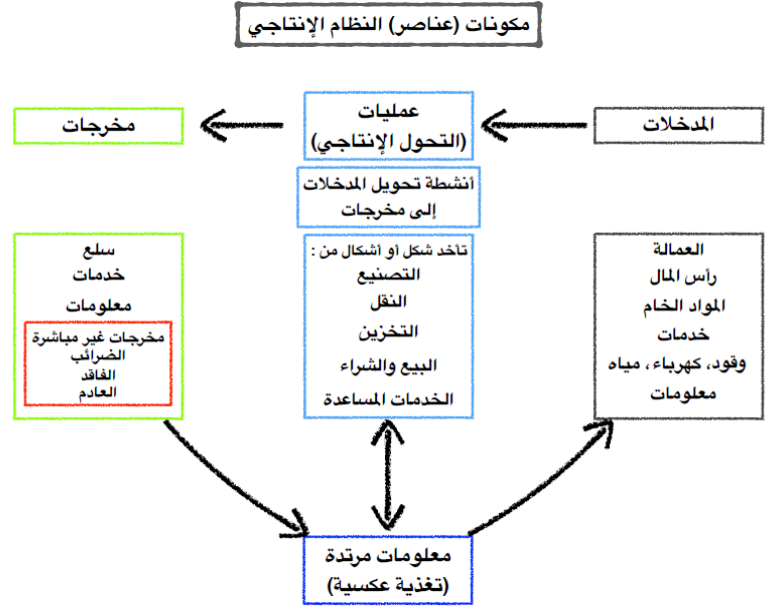 مكونات (عناصر) النظام الإنتاجي
المدخلات
عمليات
(التحول الإنتاجي)
مخرجات
أنشطة تحويل المدخلات
إلى مخرجات
العمالة
رأس المال
المواد الخام
خدمات
وقود، كهرباء ، مياه
معلومات
تأخد شكل أو أشكال من :
التصنيع
النقل
التخزين
البيع والشراء
الخدمات المساعدة
سلع
خدمات
معلومات
مخرجات غير مباشرة
الضرائب
الفاقد
العادم
معلومات مرتدة
(تغذية عكسية)